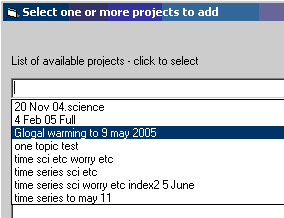 Select one or more projects to add
List of available projects - click to select
20 Nov 04.science
4 Feb 05 Full
Glogal warming to 9 may 2005
one topic test
time sci etc worry etc
time series sci etc
time series sci worry etc index2 5 June
time series to may 11